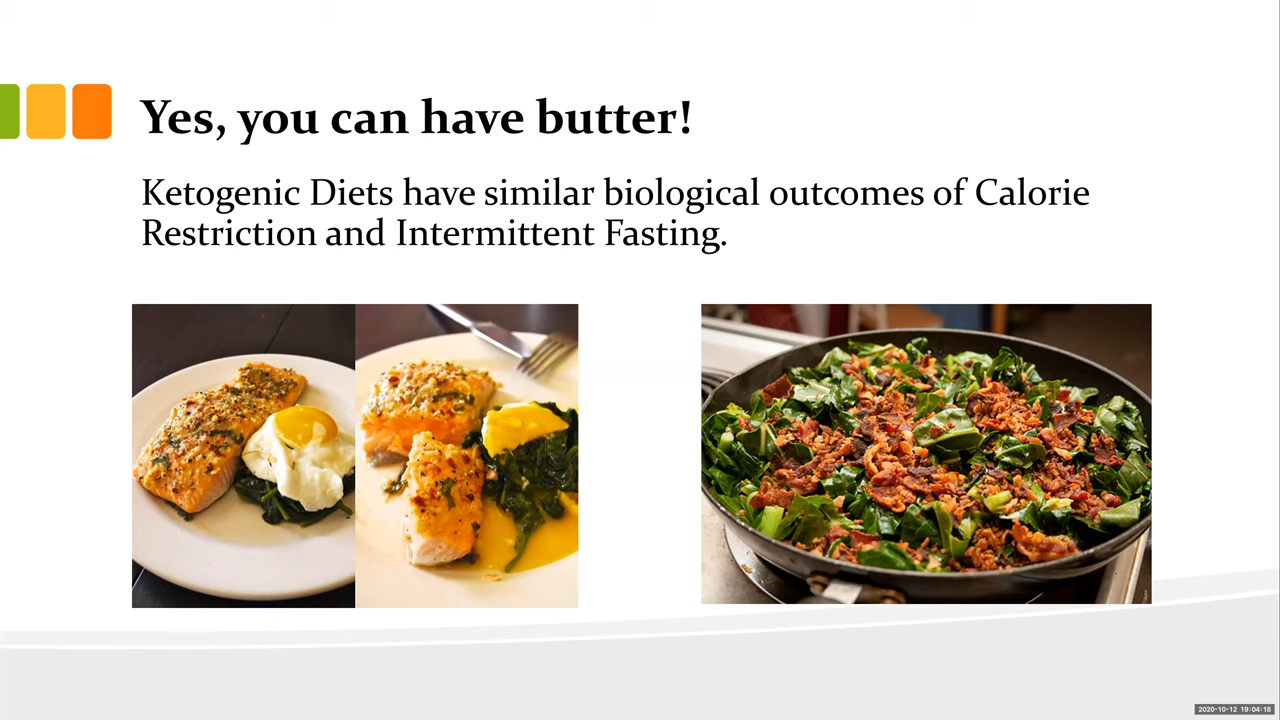 Yes, you can have butter!
Ketogenic Diets have similar biological outcomes of Calorie
Restriction and Intermittent Fasting.
2020-10-12 19:04:18